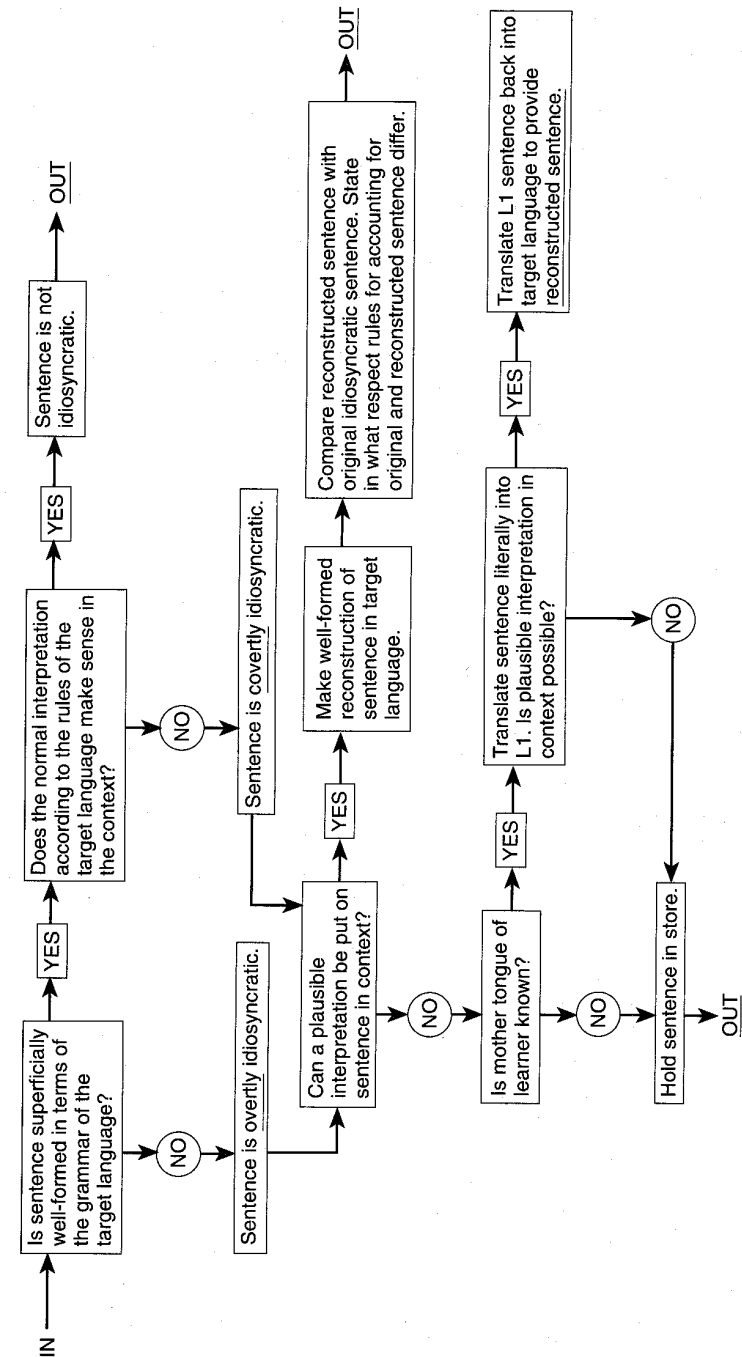 IN
Is sentence superficially
well-formed in terms of
the grammar of the
target language?
YES
Does the normal interpretation
according to the rules of the
target language make sense in
the context?
YES
Sentence is not
idiosyncratic.
OUT
NO
Sentence is overtly idiosyncratic.
NO
Sentence is covertly idiosyncratic.
Can a plausible
interpretation be put on
sentence in context?
YES
Make well-formed
reconstruction of
sentence in target
language.
Compare reconstructed sentence with
original idiosyncratic sentence. State
in what respect rules for accounting for
original and reconstructed sentence differ.
OUT
NO
Is mother tongue of
learner known?
YES
Translate sentence literally into
L1. Is plausible interpretation in
context possible?
YES
Translate L1 sentence back into
target language to provide
reconstructed sentence.
NO
NO
Hold sentence in store.
OUT